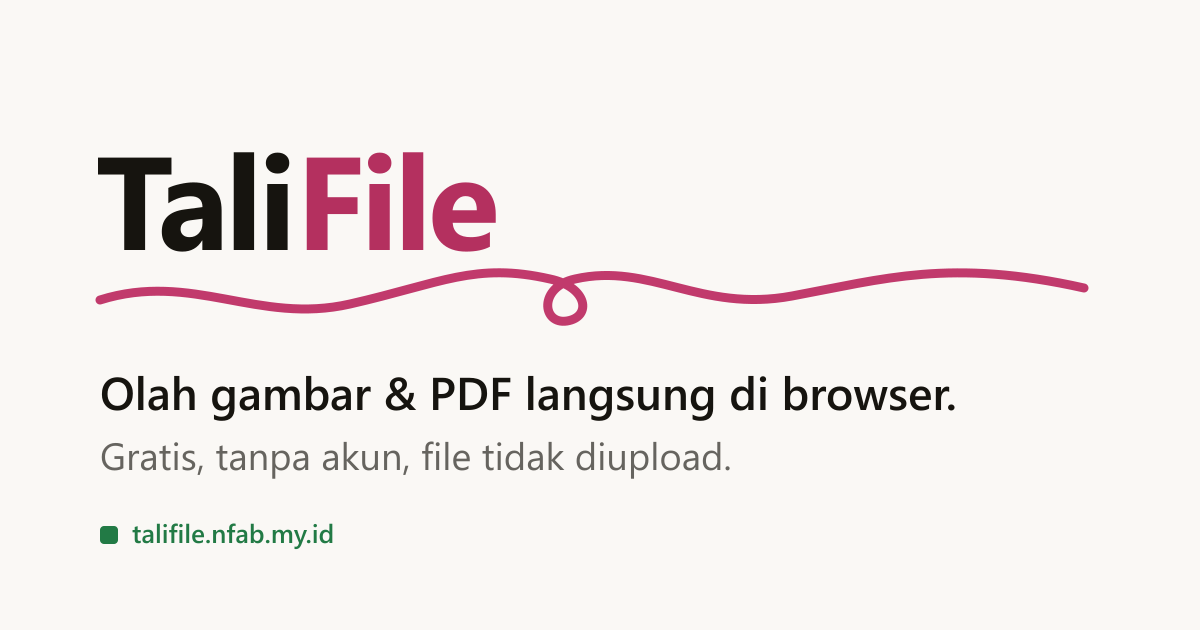 TaliFile
Olah gambar & PDF langsung di browser.
Gratis, tanpa akun, file tidak diupload.
talifile.nfab.my.id